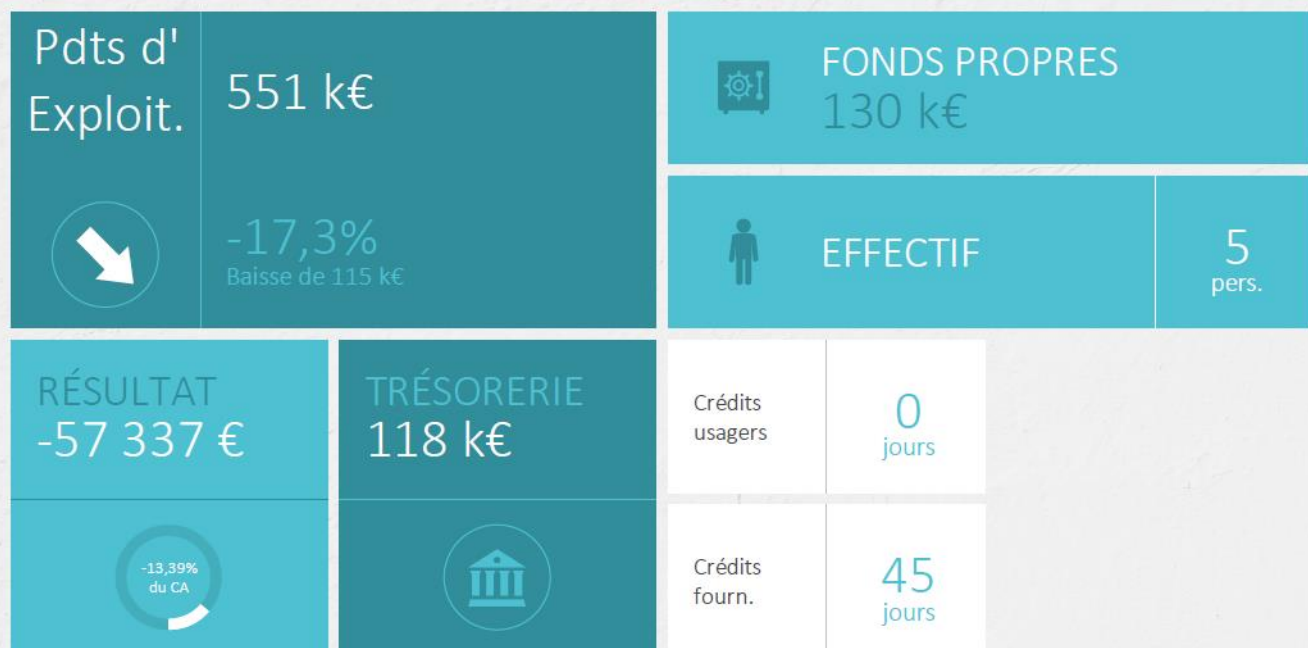 Pdts d'
Exploit.
551 k€
-17,3%
Baisse de 115 k€
FONDS PROPRES
130 k€
EFFECTIF
5
pers.
RÉSULTAT
-57 337 €
-13,39%
du CA
TRÉSORERIE
118 k€
Crédits
usagers
0
jours
Crédits
fourn.
45
jours